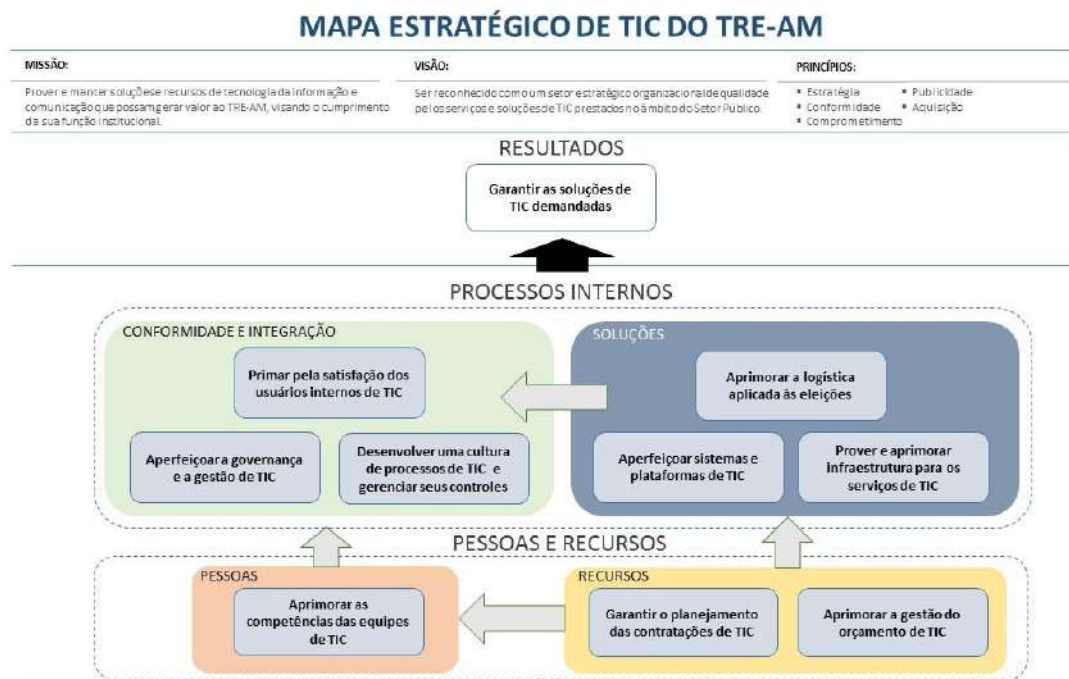 MAPA ESTRATÉGICO DE TIC DO TRE-AM
MISSÃO:
Prover e manter soluções e recursos de tecnologia da informação e
comunicação que possam gerar valor ao TRE-AM, visando o cumprimento
da sua função institucional.
VISÃO:
Ser reconhecido como um setor estratégico organizacional de qualidade
pelos serviços e soluções de TIC prestados no âmbito do Setor Público.
PRINCÍPIOS:
▪ Estratégia
▪ Conformidade
▪ Comprometimento
▪ Publicidade
▪ Aquisição
RESULTADOS
Garantir as soluções de
TIC demandadas
PROCESSOS INTERNOS
CONFORMIDADE E INTEGRAÇÃO
Primar pela satisfação dos
usuários internos de TIC
Aperfeiçoar a governança
e a gestão de TIC
Desenvolver uma cultura
de processos de TIC e
gerenciar seus controles
SOLUÇÕES
Aprimorar a logística
aplicada às eleições
Aperfeiçoar sistemas e
plataformas de TIC
Prover e aprimorar
infraestrutura para os
serviços de TIC
PESSOAS E RECURSOS
PESSOAS
Aprimorar as
competências das equipes
de TIC
RECURSOS
Garantir o planejamento
das contratações de TIC
Aprimorar a gestão do
orçamento de TIC